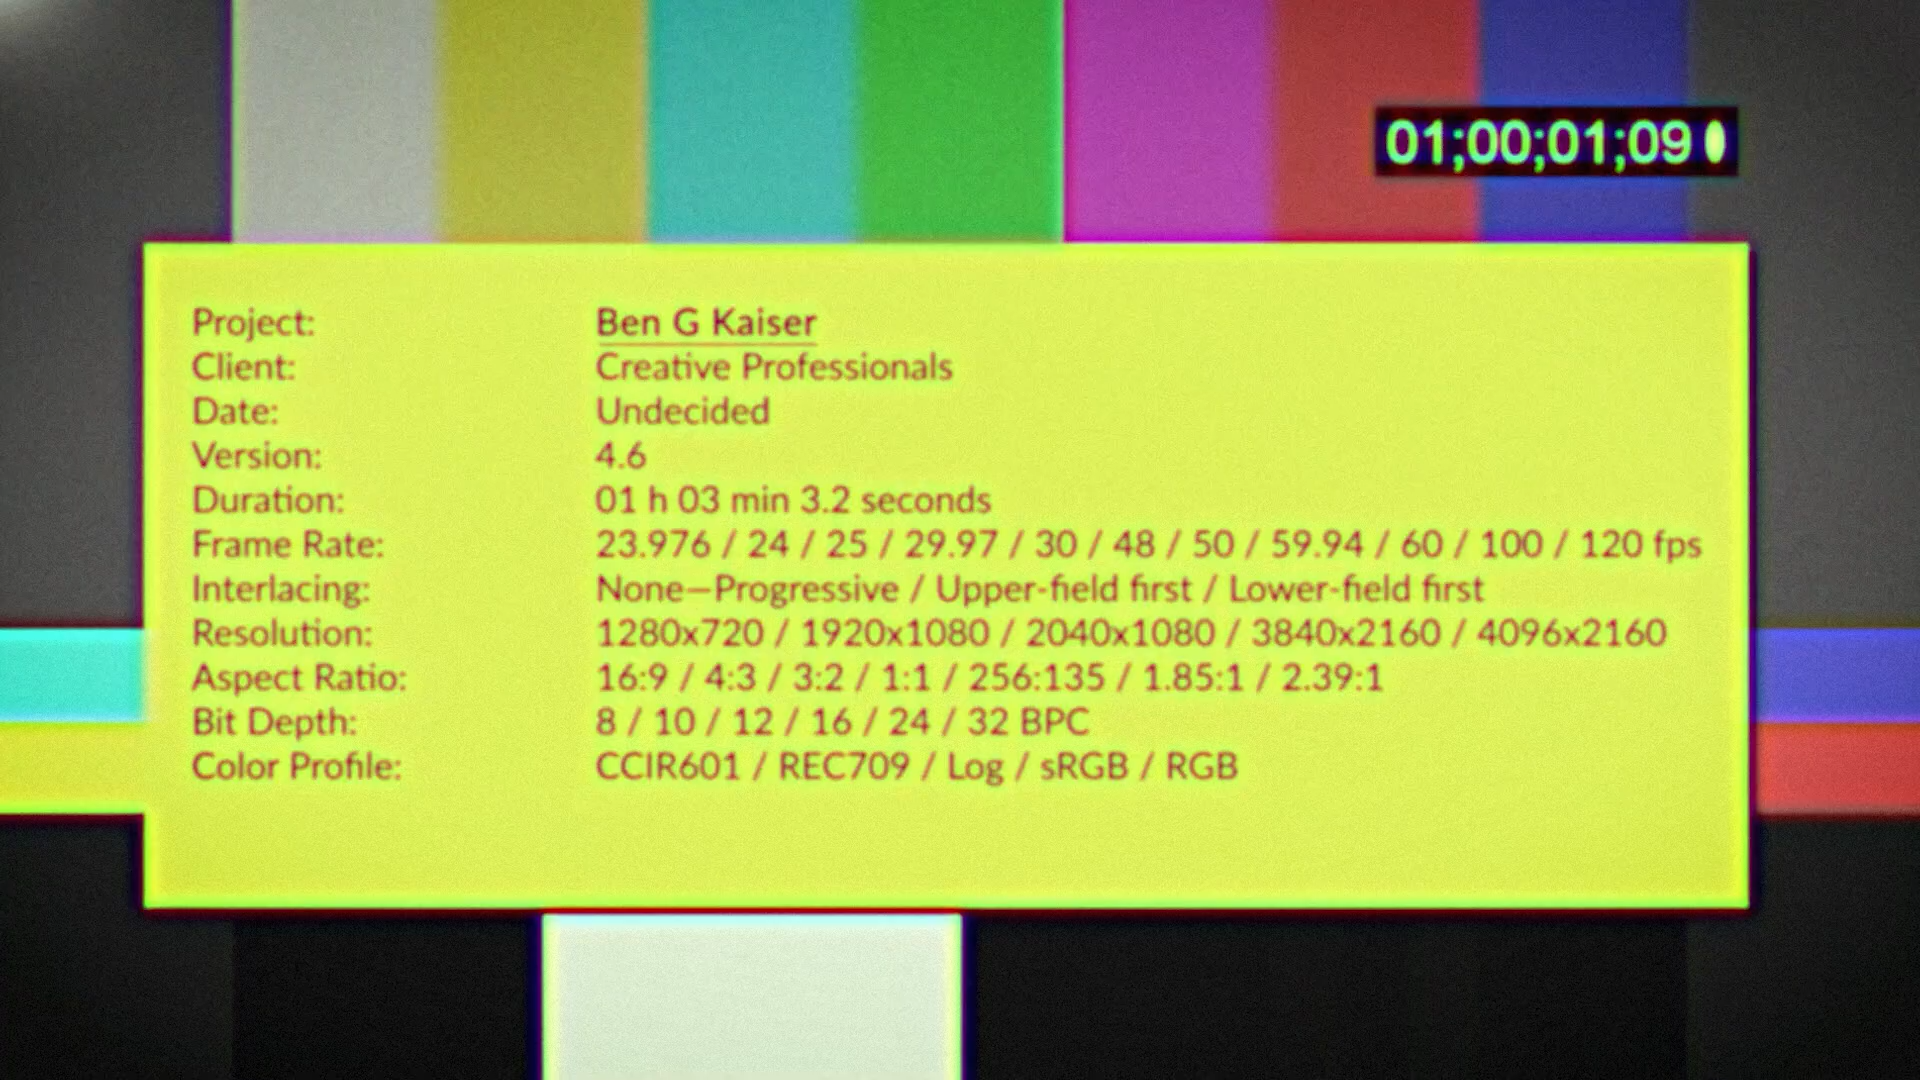 01;00;01;09
Project: Ben G Kaiser
Client: Creative Professionals
Date: Undecided
Version: 4.6
Duration: 01 h 03 min 3.2 seconds
Frame Rate: 23.976 / 24 / 25 / 29.97 / 30 / 48 / 50 / 59.94 / 60 / 100 / 120 fps
Interlacing: None—Progressive / Upper-field first / Lower-field first
Resolution: 1280x720 / 1920x1080 / 2040x1080 / 3840x2160 / 4096x2160
Aspect Ratio: 16:9 / 4:3 / 3:2 / 1:1 / 256:135 / 1.85:1 / 2.39:1
Bit Depth: 8 / 10 / 12 / 16 / 24 / 32 BPC
Color Profile: CCIR601 / REC709 / Log / sRGB / RGB